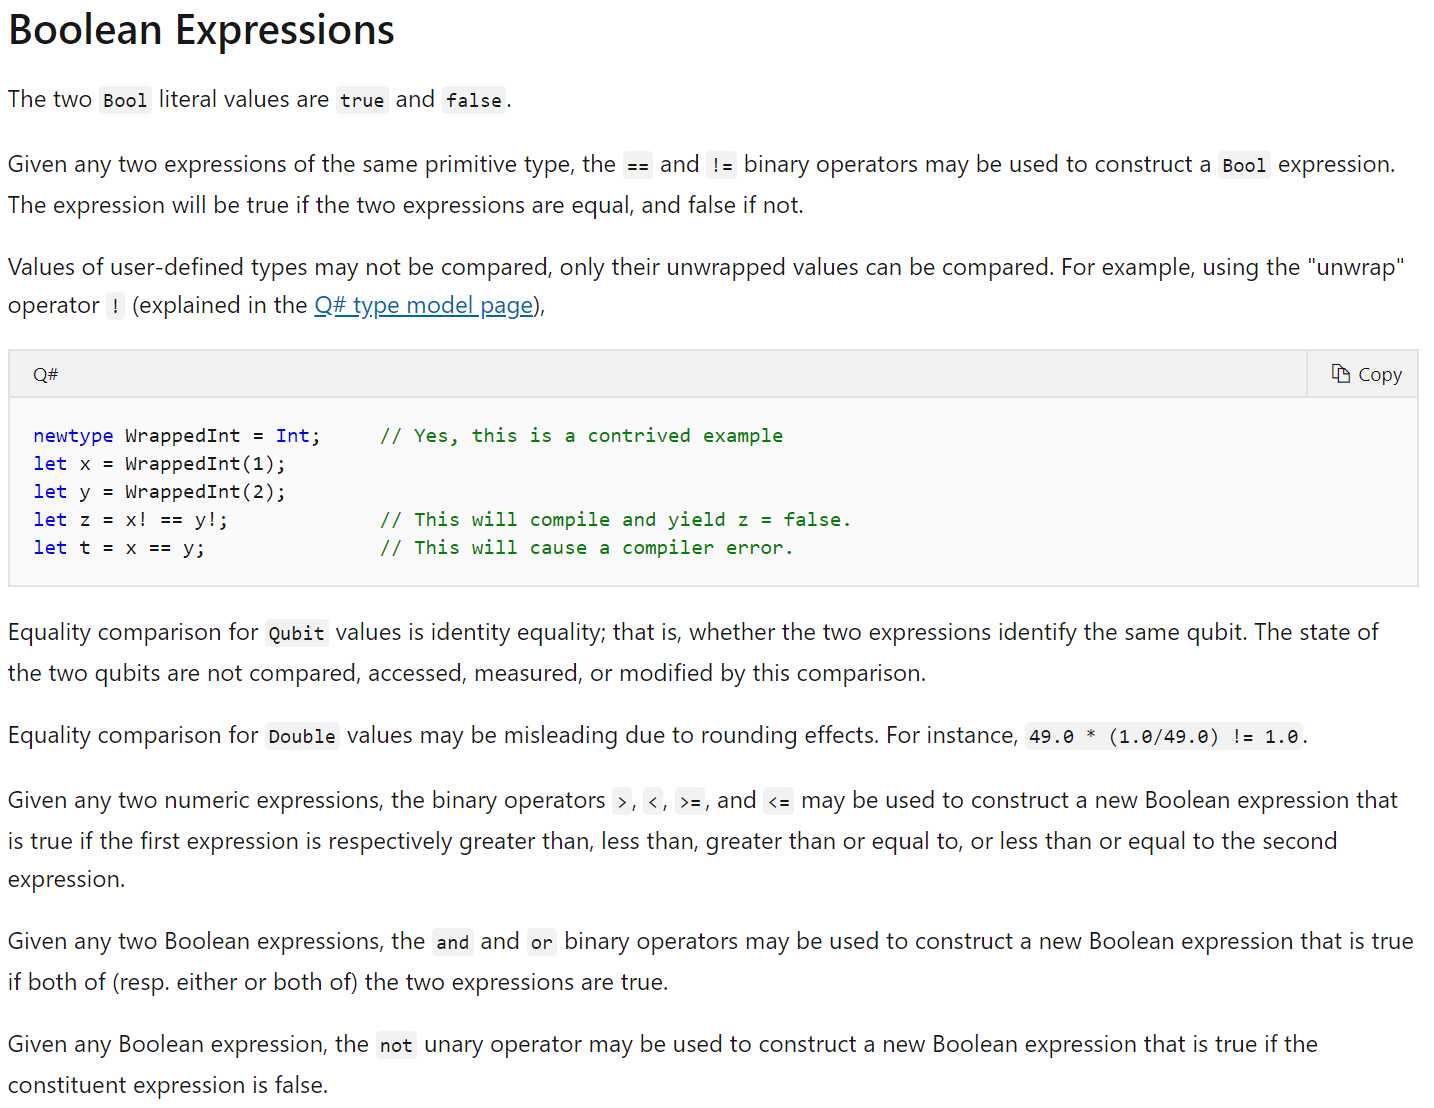 Boolean Expressions
The two Bool literal values are true and false.
Given any two expressions of the same primitive type, the == and != binary operators may be used to construct a Bool expression.
The expression will be true if the two expressions are equal, and false if not.
Values of user-defined types may not be compared, only their unwrapped values can be compared. For example, using the "unwrap"
operator ! (explained in the Q# type model page),
Q# Copy
newtype WrappedInt = Int;     // Yes, this is a contrived example
let x = WrappedInt(1);
let y = WrappedInt(2);
let z = x! == y!;             // This will compile and yield z = false.
let t = x == y;               // This will cause a compiler error.
Equality comparison for Qubit values is identity equality; that is, whether the two expressions identify the same qubit. The state of
the two qubits are not compared, accessed, measured, or modified by this comparison.
Equality comparison for Double values may be misleading due to rounding effects. For instance, 49.0 * (1.0/49.0) != 1.0.
Given any two numeric expressions, the binary operators >, <, >=, and <= may be used to construct a new Boolean expression that
is true if the first expression is respectively greater than, less than, greater than or equal to, or less than or equal to the second
expression.
Given any two Boolean expressions, the and and or binary operators may be used to construct a new Boolean expression that is true
if both of (resp. either or both of) the two expressions are true.
Given any Boolean expression, the not unary operator may be used to construct a new Boolean expression that is true if the
constituent expression is false.